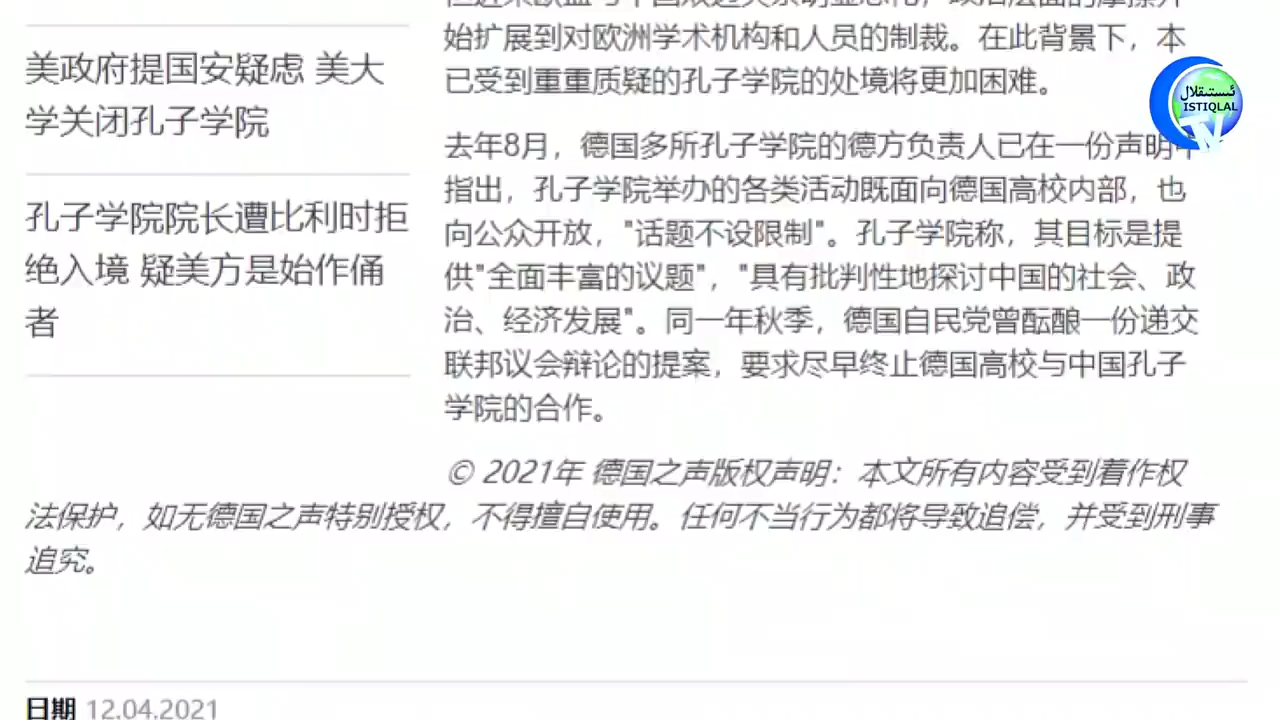 美政府提国安疑虑 美大
学关闭孔子学院
孔子学院院长遭比利时拒
绝入境 疑美方是始作俑
者
始扩展到对欧洲学术机构和人员的制裁。在此背景下，本
已受到重重质疑的孔子学院的处境将更加困难。
去年8月，德国多所孔子学院的德方负责人已在一份声明中
指出，孔子学院举办的各类活动既面向德国高校内部，也
向公众开放，"话题不设限制"。孔子学院称，其目标是提
供"全面丰富的议题"，"具有批判性地探讨中国的社会、政
治、经济发展"。同一年秋季，德国自民党曾酝酿一份递交
联邦议会辩论的提案，要求尽早终止德国高校与中国孔子
学院的合作。
© 2021年 德国之声版权声明：本文所有内容受到着作权
法保护，如无德国之声特别授权，不得擅自使用。任何不当行为都将导致追偿，并受到刑事
追究。
日期 12.04.2021
ئىستىقلال
ISTIQLAL
TV